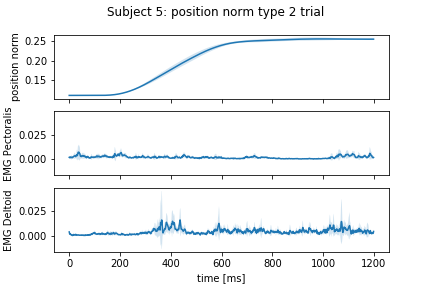 Subject 5: position norm type 2 trial
position norm
0.25
0.20
0.15
EMG Pectoralis
0.025
0.000
EMG Deltoid
0.025
0.000
0 200 400 600 800 1000 1200
time [ms]